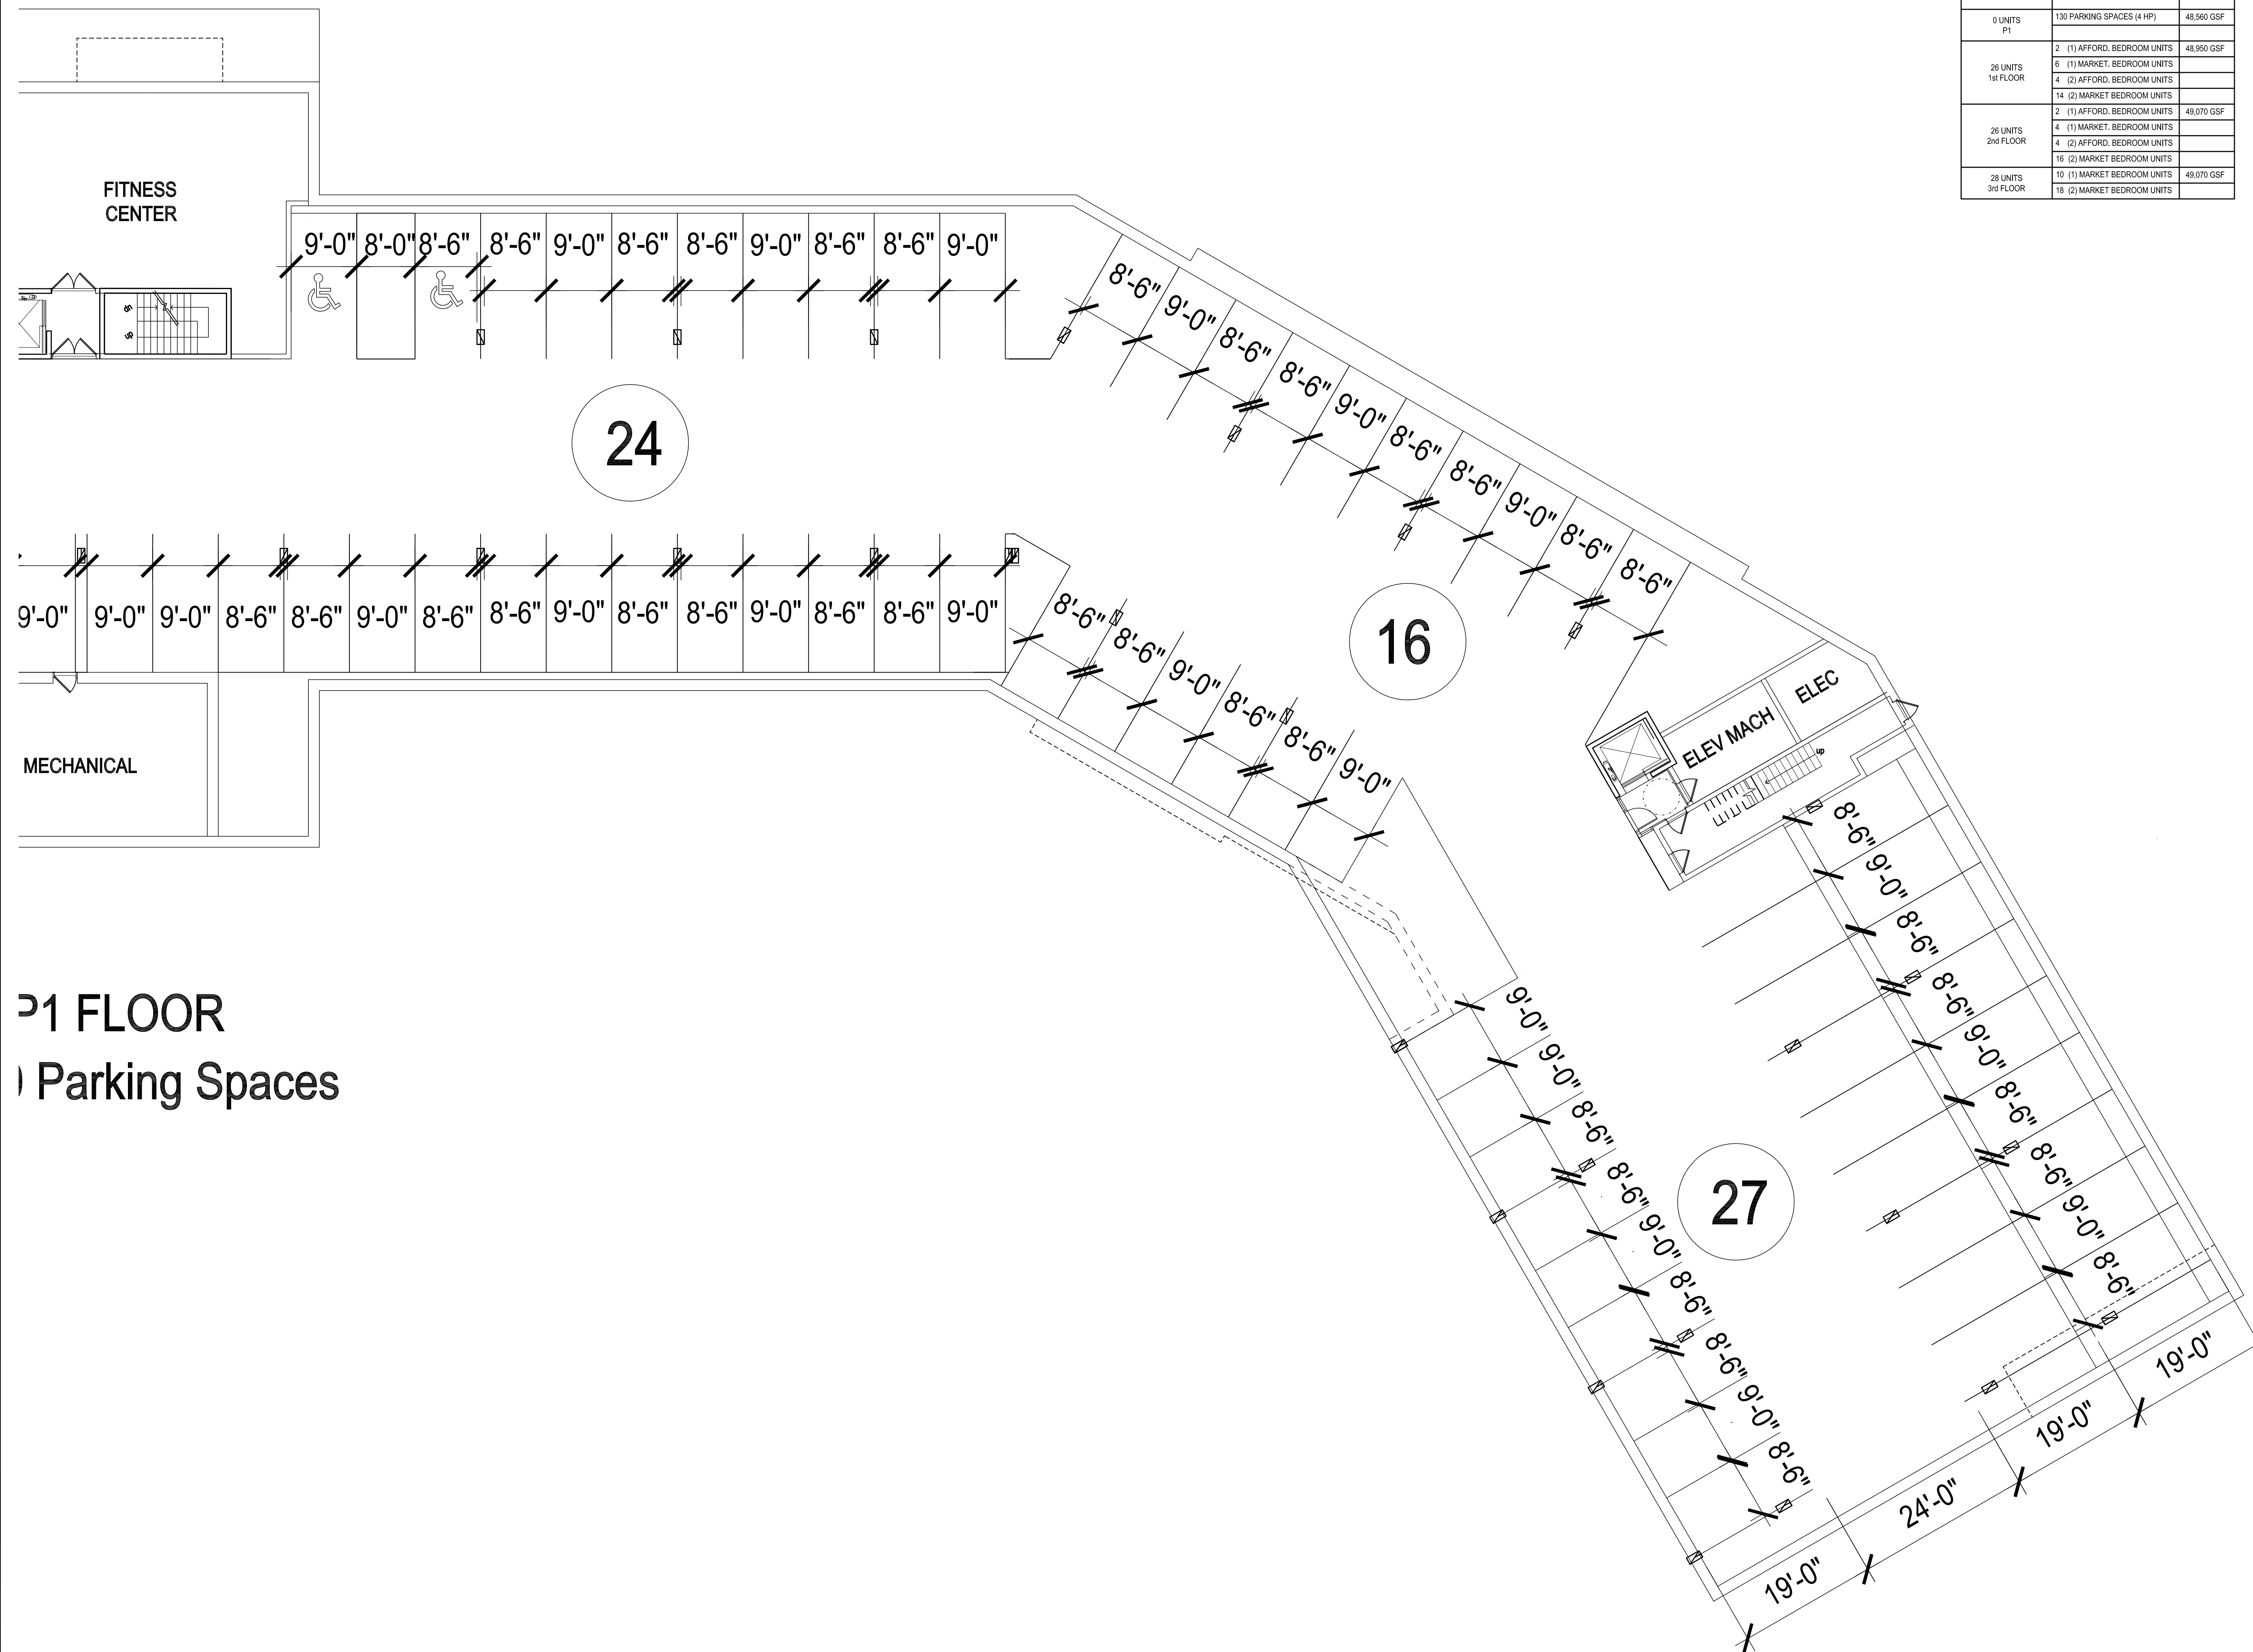 0 UNITS
P1
130 PARKING SPACES (4 HP)
48,560 GSF
26 UNITS
1st FLOOR
2 (1) AFFORD. BEDROOM UNITS
48,950 GSF
6 (1) MARKET. BEDROOM UNITS
4 (2) AFFORD. BEDROOM UNITS
14 (2) MARKET BEDROOM UNITS
26 UNITS
2nd FLOOR
2 (1) AFFORD. BEDROOM UNITS
49,070 GSF
4 (1) MARKET. BEDROOM UNITS
4 (2) AFFORD. BEDROOM UNITS
16 (2) MARKET BEDROOM UNITS
28 UNITS
3rd FLOOR
10 (1) MARKET BEDROOM UNITS
49,070 GSF
18 (2) MARKET BEDROOM UNITS
FITNESS
CENTER
up
up
9'-0" 8'-0" 8'-6" 8'-6" 9'-0" 8'-6" 8'-6" 9'-0" 8'-6" 8'-6" 9'-0"
8'-6" 9'-0" 8'-6" 8'-6" 9'-0" 8'-6" 8'-6" 9'-0" 8'-6" 8'-6"
24
9'-0" 9'-0" 9'-0" 8'-6" 8'-6" 9'-0" 8'-6" 8'-6" 9'-0" 8'-6" 8'-6" 9'-0" 8'-6" 8'-6" 9'-0"
8'-6" 8'-6" 9'-0" 8'-6" 8'-6" 9'-0"
16
ELEC
ELEV MACH
up
MECHANICAL
8'-6" 9'-0" 8'-6" 8'-6" 9'-0" 8'-6" 8'-6" 9'-0" 8'-6"
9'-0" 9'-0" 8'-6" 8'-6" 9'-0" 8'-6" 8'-6" 9'-0" 8'-6"
27
P1 FLOOR
Parking Spaces
19'-0" 24'-0" 19'-0" 19'-0"